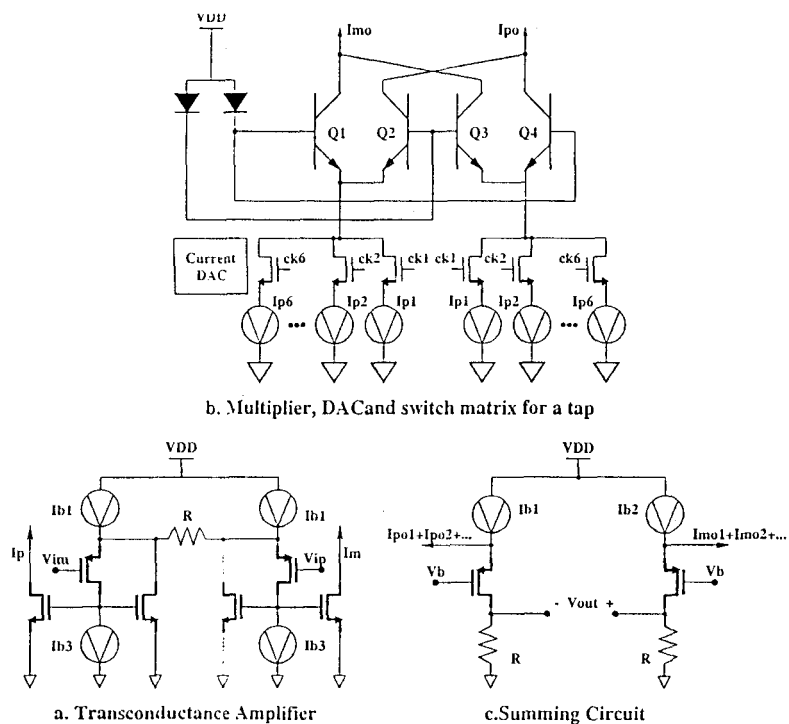 VDD
Imo
Ipo
Q1
Q2
Q3
Q4
Current
DAC
ck6
ck2
ck1
ck1
ck2
ck6
Ip6
Ip2
Ip1
Ip1
Ip2
Ip6
b. Multiplier, DACand switch matrix for a tap
VDD
Ib1
Ib1
R
Ip
Im
Vim
Vip
Ib3
Ib3
a. Transconductance Amplifier
VDD
Ib1
Ib2
Ipo1+Ipo2+...
Imo1+Imo2+...
Vb
Vb
- Vout +
R
R
c.Summing Circuit